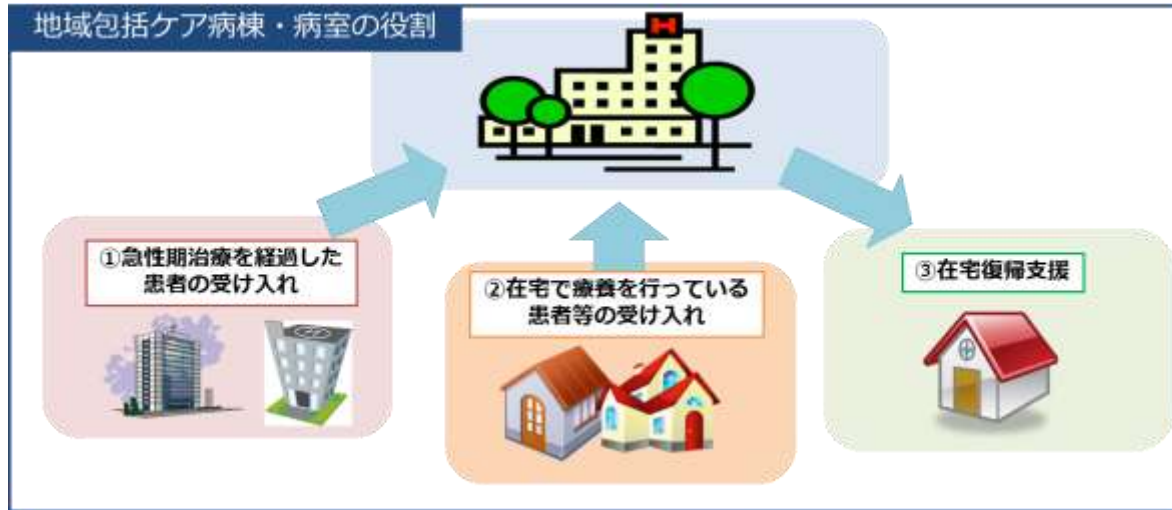 地域包括ケア病棟・病室の役割
H
①急性期治療を経過した
患者の受け入れ
②在宅で療養を行っている
患者等の受け入れ
③在宅復帰支援